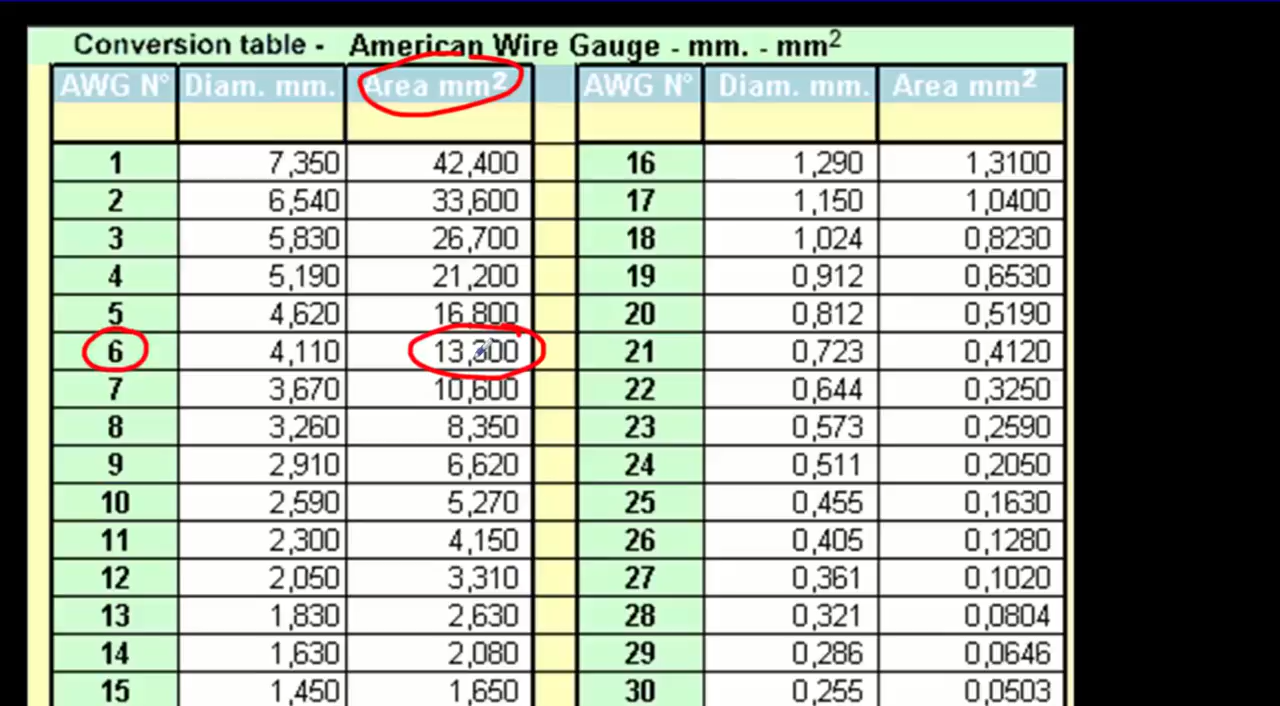 Conversion table - American Wire Gauge - mm. - mm²
AWG N° Diam. mm. Area mm² AWG N° Diam. mm. Area mm²
1 7,350 42,400 16 1,290 1,3100
2 6,540 33,600 17 1,150 1,0400
3 5,830 26,700 18 1,024 0,8230
4 5,190 21,200 19 0,912 0,6530
5 4,620 16,800 20 0,812 0,5190
6 4,110 13,300 21 0,723 0,4120
7 3,670 10,600 22 0,644 0,3250
8 3,260 8,350 23 0,573 0,2590
9 2,910 6,620 24 0,511 0,2050
10 2,590 5,270 25 0,455 0,1630
11 2,300 4,150 26 0,405 0,1280
12 2,050 3,310 27 0,361 0,1020
13 1,830 2,630 28 0,321 0,0804
14 1,630 2,080 29 0,286 0,0646
15 1,450 1,650 30 0,255 0,0503